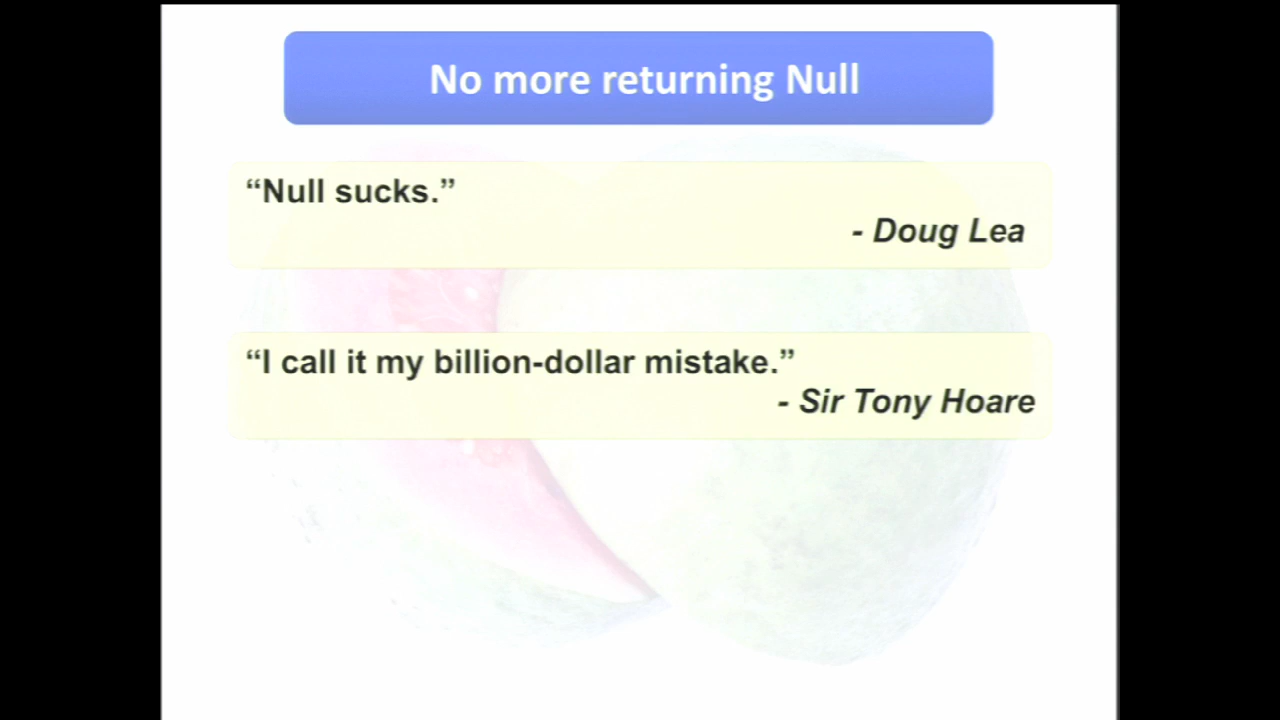 No more returning Null
“Null sucks.”
- Doug Lea
“I call it my billion-dollar mistake.”
- Sir Tony Hoare